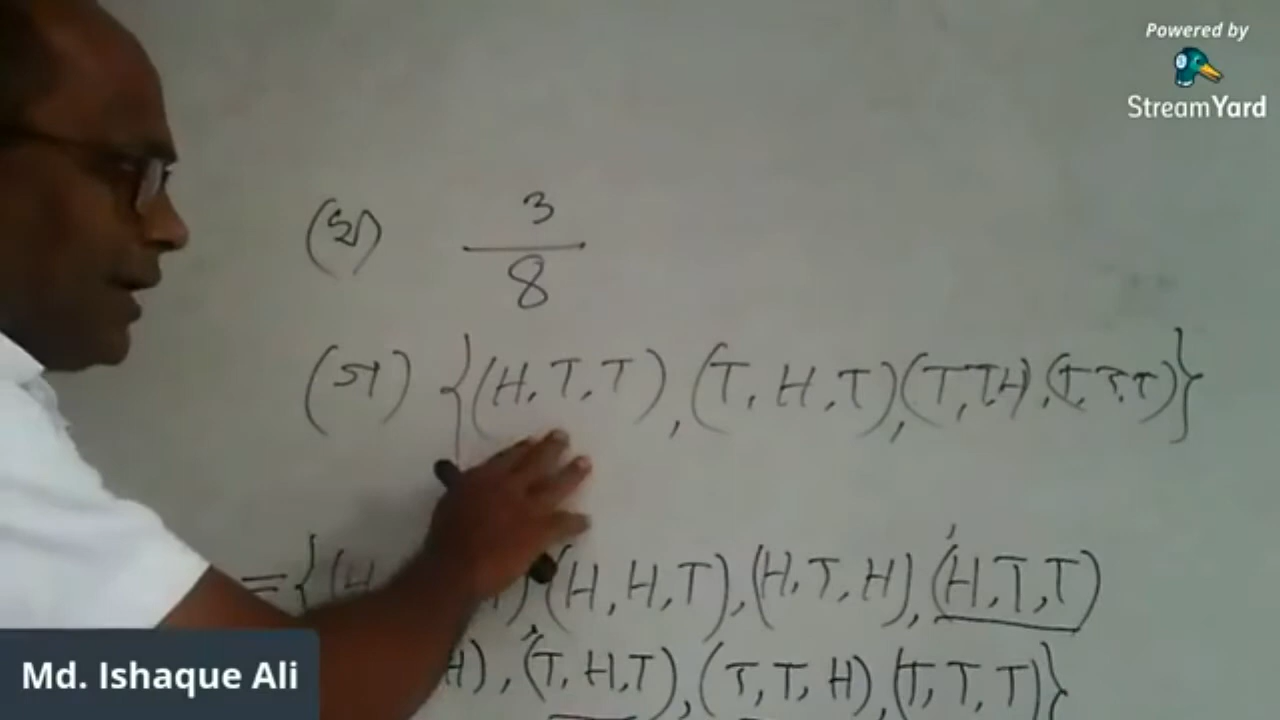 Powered by
StreamYard
(খ) 3/8
(গ) {(H, T, T), (T, H, T), (T, T, H), (T, T, T)}
={(H (H, H, T), (H, T, H), (H, T, T)
H), (T, H, T), (T, T, H), (T, T, T)}
Md. Ishaque Ali